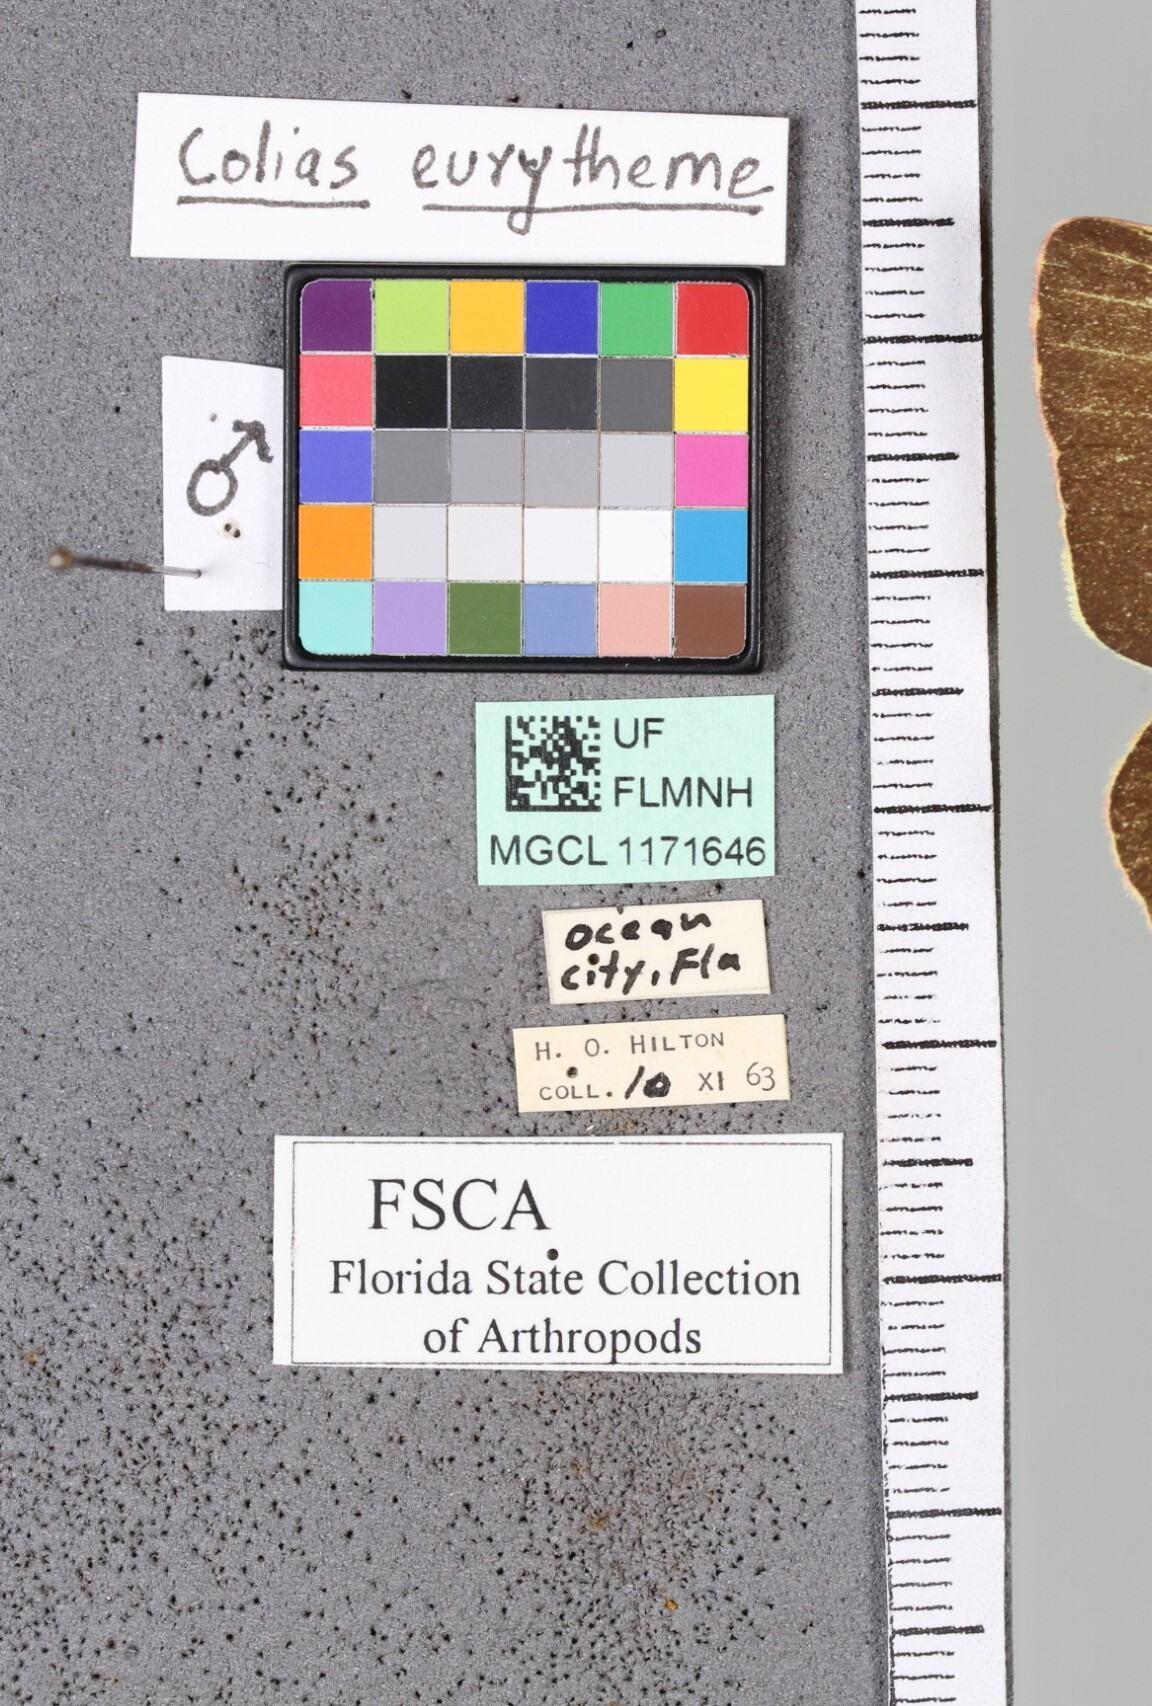 Colias eurytheme
♂
UF
FLMNH
MGCL 1171646
Ocean
city, Fla
H. O. HILTON
COLL. 10 XI 63
FSCA
Florida State Collection
of Arthropods